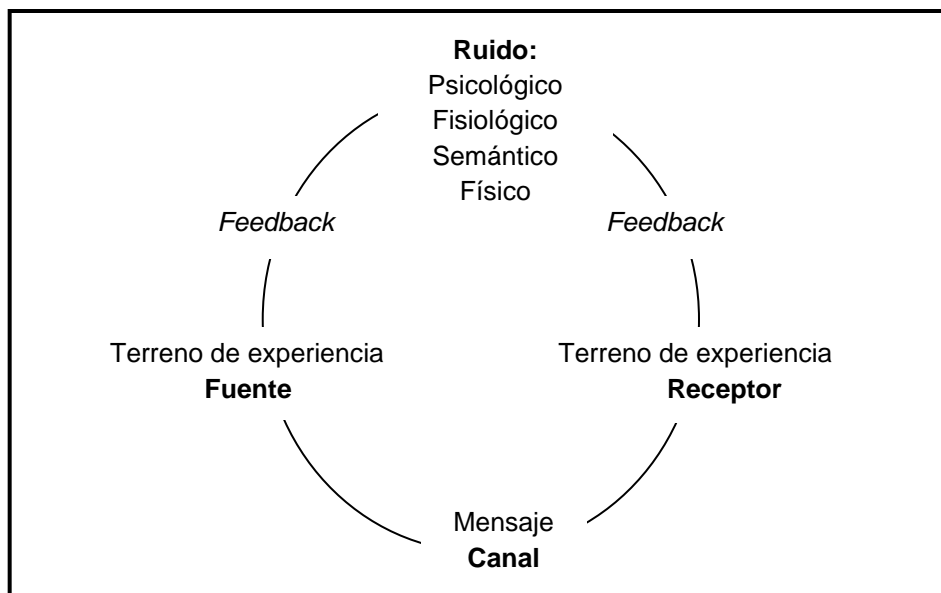 Ruido:
Psicológico
Fisiológico
Semántico
Físico
Feedback
Feedback
Terreno de experiencia
Fuente
Terreno de experiencia
Receptor
Mensaje
Canal